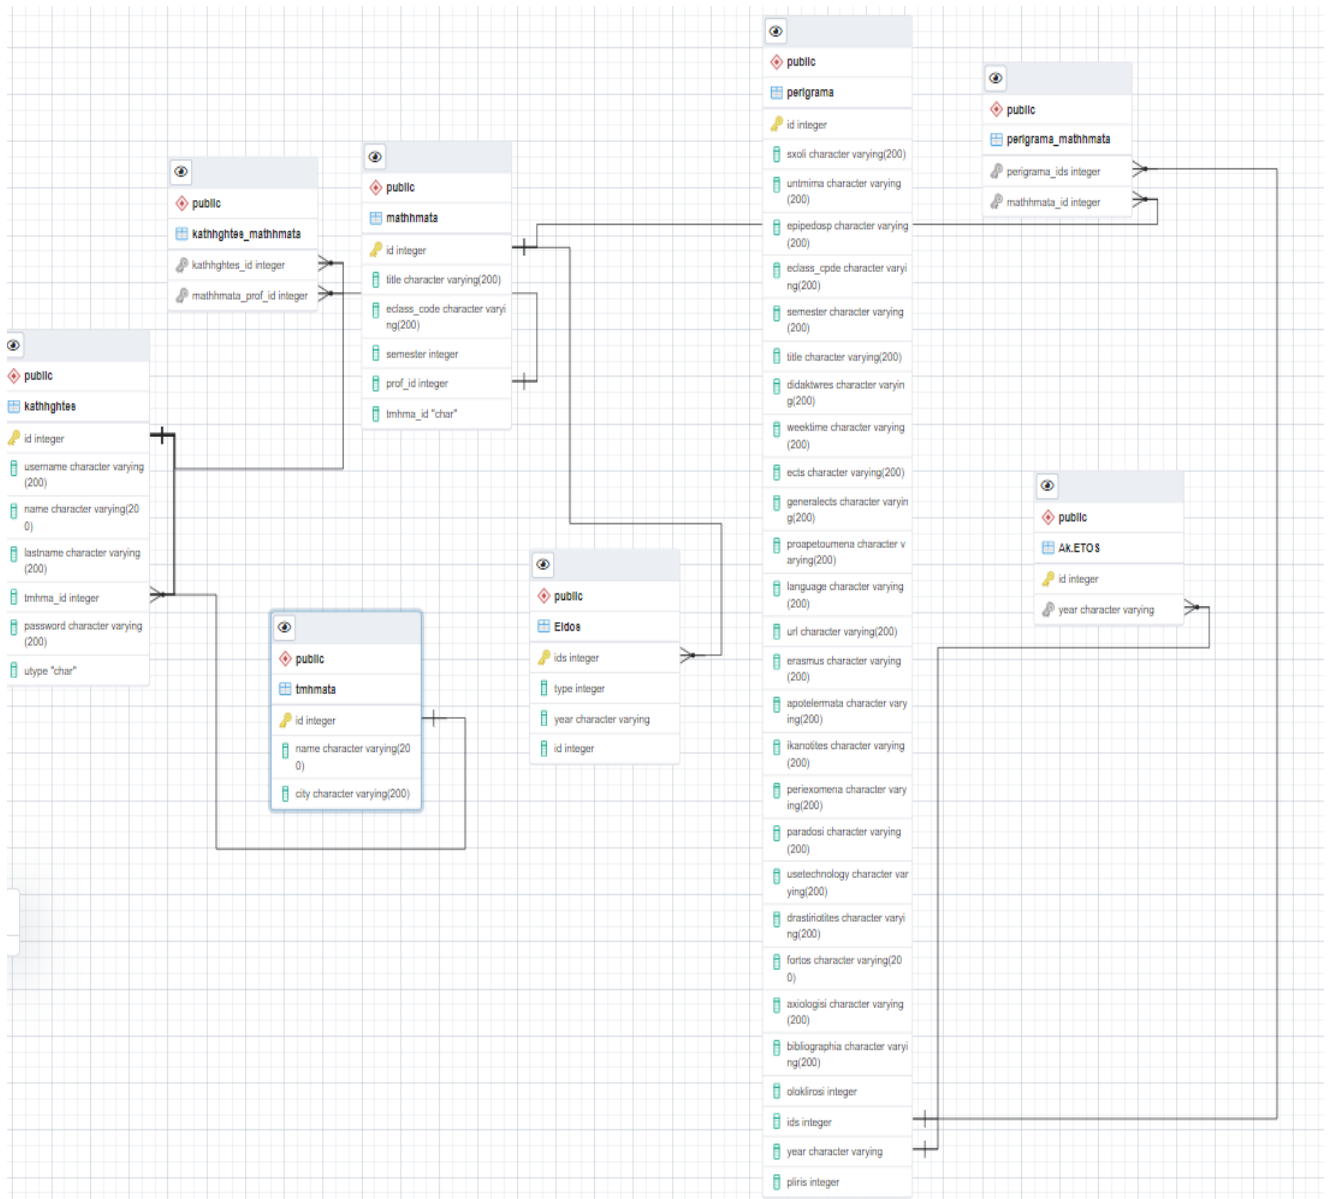 public
kathhghtes_mathhmata
kathhghtes_id integer
mathhmata_prof_id integer
public
mathhmata
id integer
title character varying(200)
eclass_code character varyi
ng(200)
semester integer
prof_id integer
tmhma_id "char"
public
kathhghtes
id integer
username character varying
(200)
name character varying(20
0)
lastname character varying
(200)
tmhma_id integer
password character varying
(200)
utype "char"
public
tmhmata
id integer
name character varying(20
0)
city character varying(200)
public
Eidos
ids integer
type integer
year character varying
id integer
public
perigrama
id integer
sxoli character varying(200)
untmima character varying
(200)
epipedosp character varying
(200)
eclass_cpde character varyi
ng(200)
semester character varying
(200)
title character varying(200)
didaktwres character varyin
g(200)
weektime character varying
(200)
ects character varying(200)
generalects character varyin
g(200)
proapetoumena character v
arying(200)
language character varying
(200)
url character varying(200)
erasmus character varying
(200)
apotelermata character vary
ing(200)
ikanotites character varying
(200)
periexomena character vary
ing(200)
paradosi character varying
(200)
usetechnology character var
ying(200)
drastiriotites character varyi
ng(200)
fortos character varying(20
0)
axiologisi character varying
(200)
bibliographia character varyi
ng(200)
oloklirosi integer
ids integer
year character varying
pliris integer
public
perigrama_mathhmata
perigrama_ids integer
mathhmata_id integer
public
Ak.ETOS
id integer
year character varying